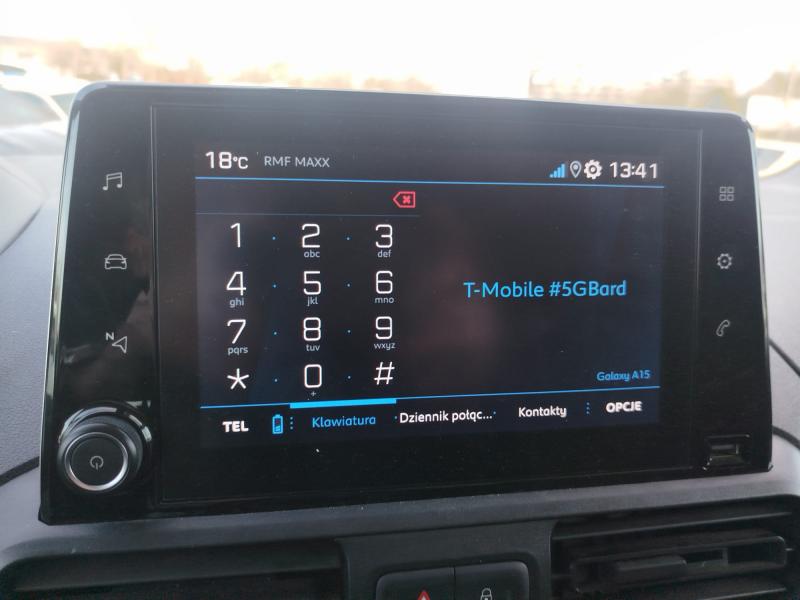 18°C RMF MAXX 13:41
1 2 3
abc def
4 5 6
ghi jkl mno
7 8 9
pqrs tuv wxyz
* 0 #
+
T-Mobile #5GBard
Galaxy A15
TEL Klawiatura Dziennik połąc... Kontakty OPCJE
N